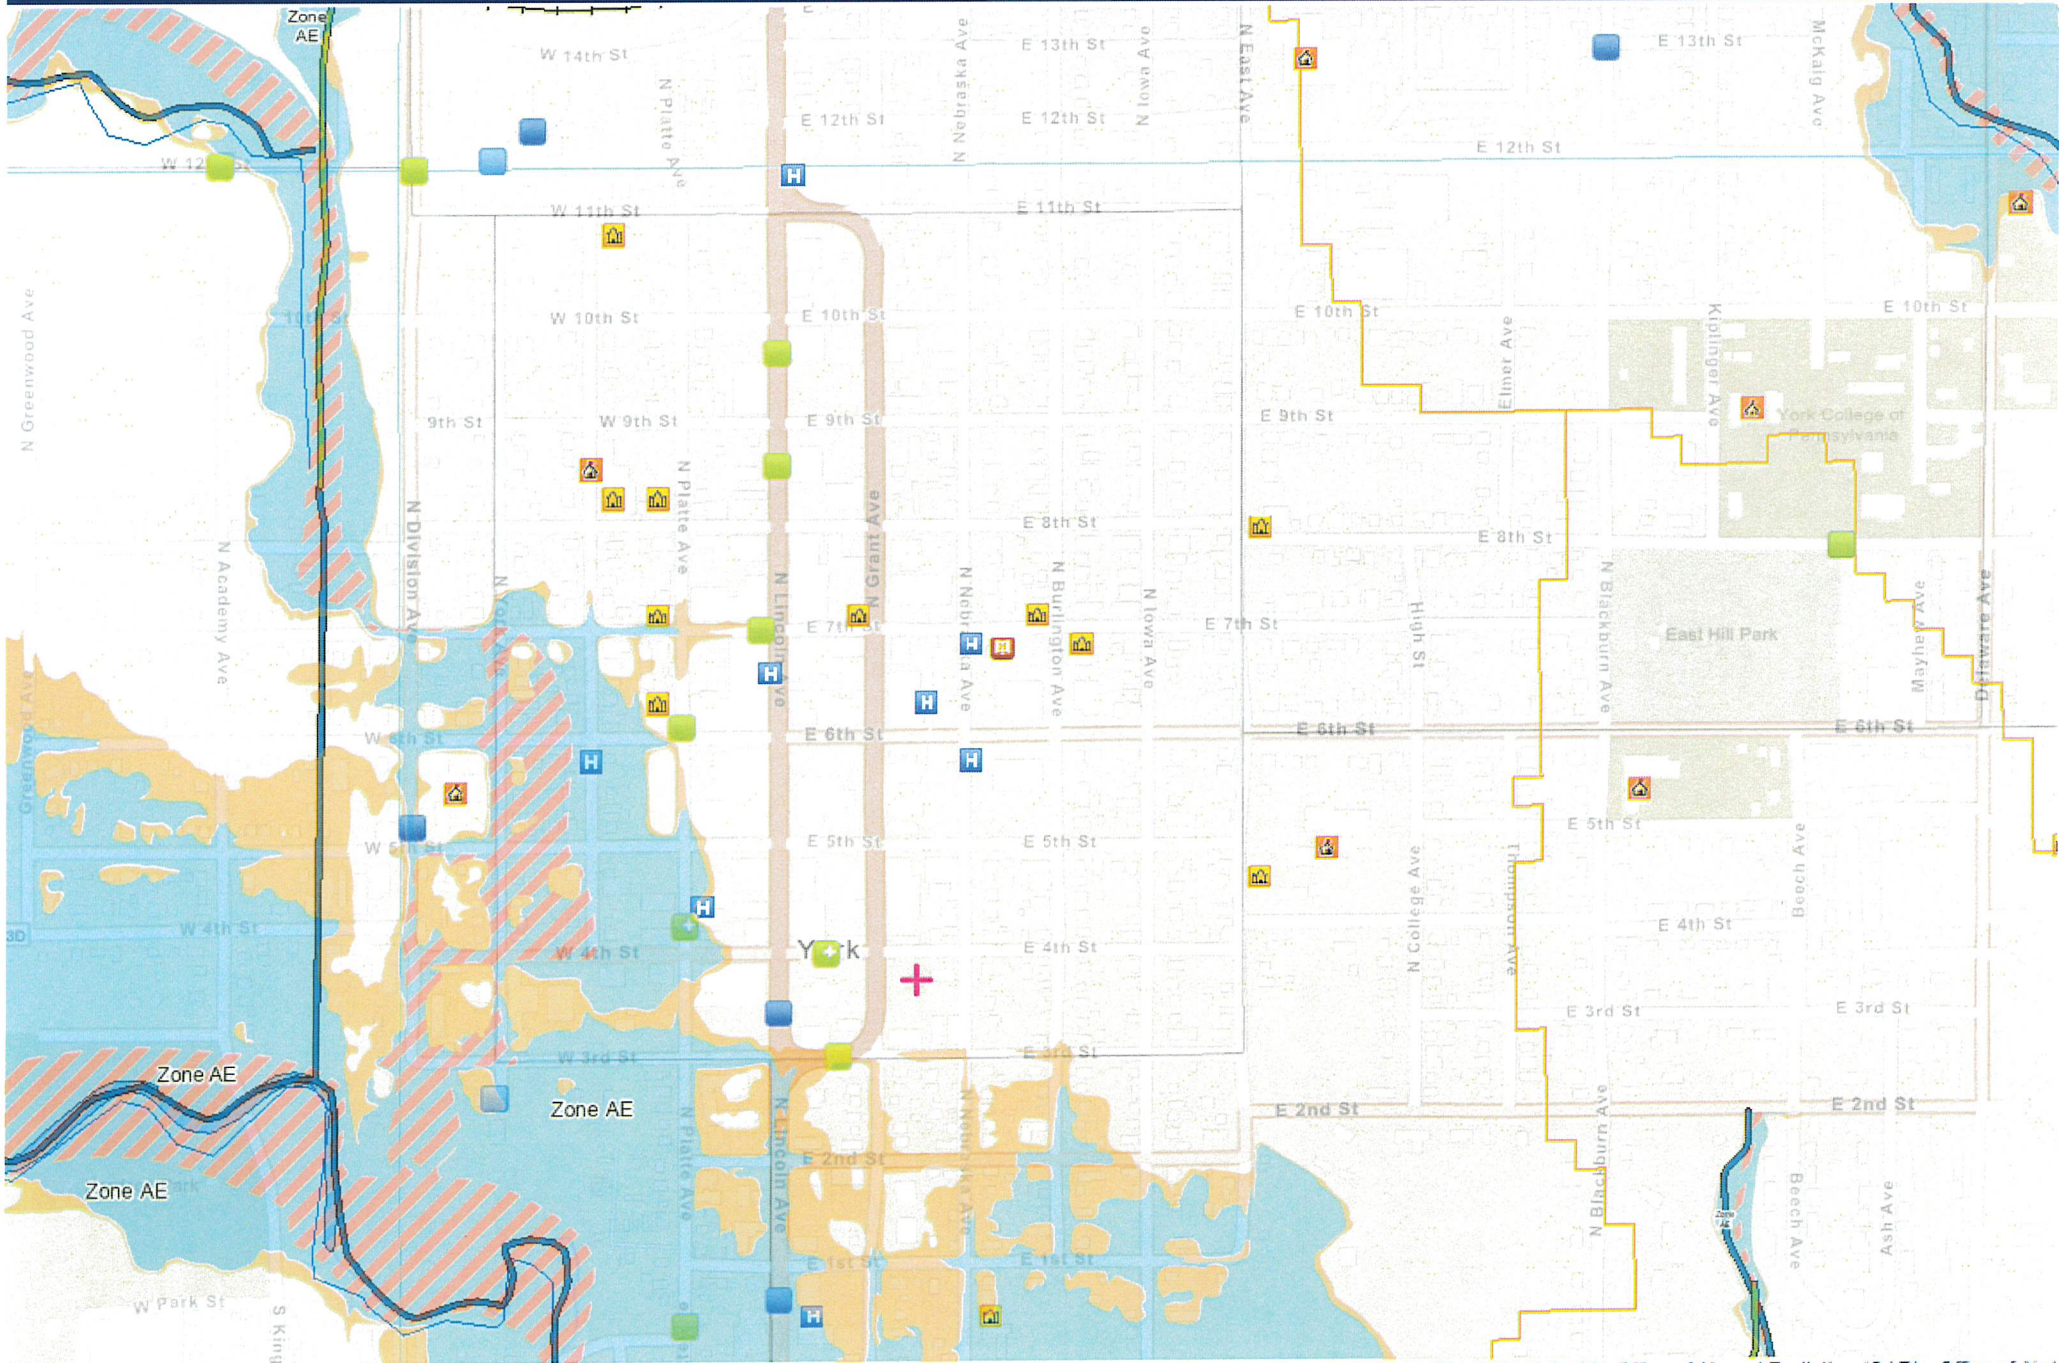 Zone
AE
W 14th St
E 13th St
E 13th St
N Platte Ave
N Nebraska Ave
N Iowa Ave
N East Ave
McKaig Ave
E 12th St
E 12th St
E 12th St
H
W 11th St
E 11th St
N Greenwood Ave
W 10th St
E 10th St
E 10th St
E 10th St
10th St
Elmer Ave
Kiplinger Ave
9th St
W 9th St
E 9th St
E 9th St
York College of
Pennsylvania
N Division Ave
N Platte Ave
N Grant Ave
E 8th St
E 8th St
N Academy Ave
N Lincoln Ave
N Burlington Ave
N Iowa Ave
High St
N Blackburn Ave
Mayhew Ave
Delaware Ave
E 7th St
E 7th St
East Hill Park
H
H
H
Greenwood Ave
W 6th St
E 6th St
E 6th St
E 6th St
H
H
W 5th St
E 5th St
E 5th St
E 5th St
N College Ave
Thompson Ave
Beech Ave
H
3D
W 4th St
W 4th St
York
E 4th St
E 4th St
E 3rd St
E 3rd St
W 3rd St
E 3rd St
Zone AE
Zone AE
N Platte Ave
N Lincoln Ave
N Nebraska Ave
E 2nd St
E 2nd St
E 2nd St
N Blackburn Ave
Beech Ave
Ash Ave
Zone AE
Zone
AE
E 1st St
E 1st St
W Park St
S King
H